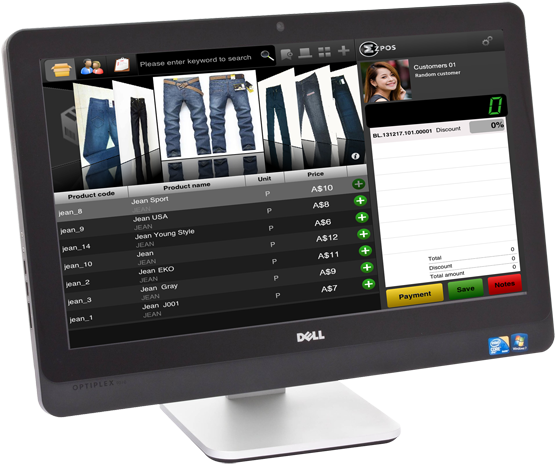 Please enter keyword to search
ZPOS
Customers 01
Random customer
0
BL.131217.101.00001 Discount 0%
Product code Product name Unit Price
jean_8 Jean Sport P A$10
JEAN
jean_9 Jean USA P A$8
JEAN
jean_14 Jean Young Style P A$6
JEAN
jean_10 Jean P A$12
JEAN
jean_2 Jean EKO P A$11
JEAN
jean_3 Jean Gray P A$9
JEAN
jean_1 Jean J001 P A$7
JEAN
Total 0
Discount 0
Total amount 0
Payment Save Notes
DELL
OPTIPLEX